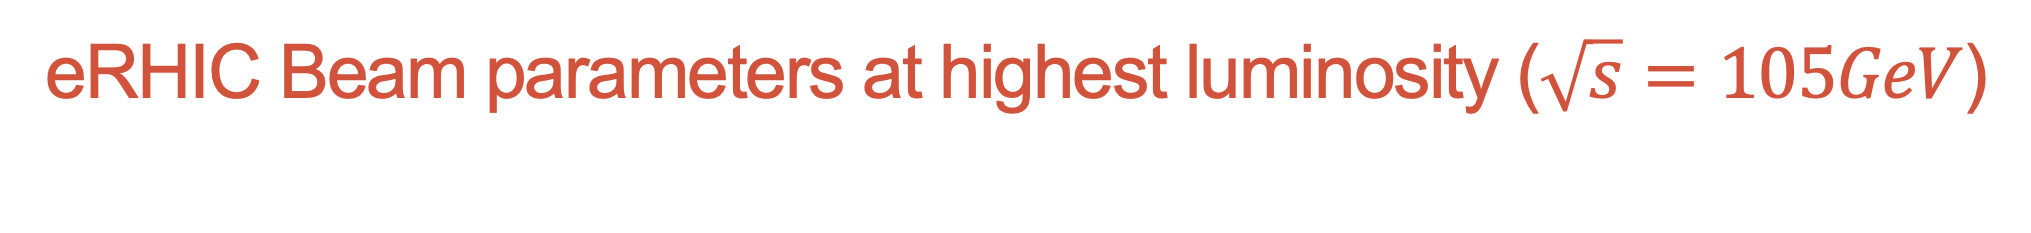 eRHIC Beam parameters at highest luminosity (√s = 105GeV)